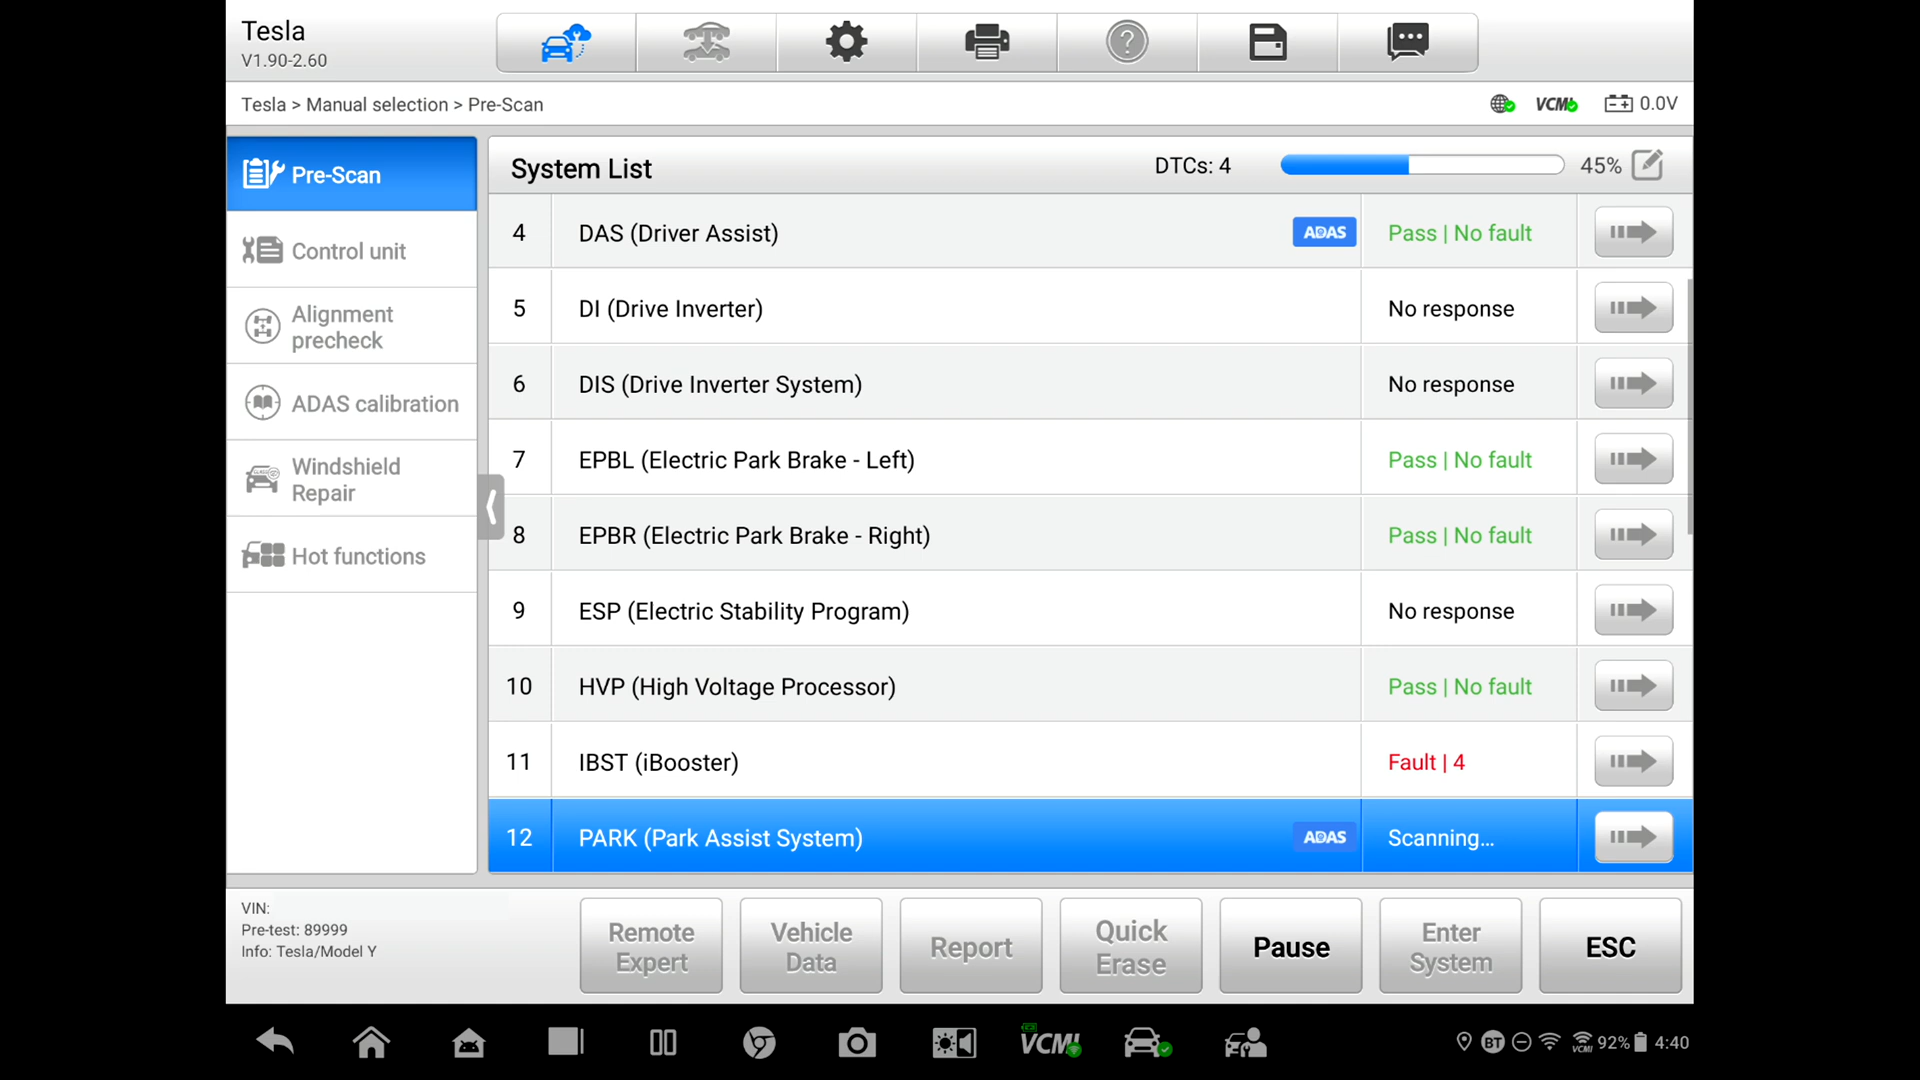 Tesla
V1.90-2.60
Tesla > Manual selection > Pre-Scan
VCMI
0.0V
Pre-Scan
Control unit
Alignment
precheck
ADAS calibration
Windshield
Repair
Hot functions
System List
DTCs: 4
45%
4 DAS (Driver Assist) ADAS Pass | No fault
5 DI (Drive Inverter) No response
6 DIS (Drive Inverter System) No response
7 EPBL (Electric Park Brake - Left) Pass | No fault
8 EPBR (Electric Park Brake - Right) Pass | No fault
9 ESP (Electric Stability Program) No response
10 HVP (High Voltage Processor) Pass | No fault
11 IBST (iBooster) Fault | 4
12 PARK (Park Assist System) ADAS Scanning...
VIN:
Pre-test: 89999
Info: Tesla/Model Y
Remote
Expert
Vehicle
Data
Report
Quick
Erase
Pause
Enter
System
ESC
VCMI
BT
VCMI
92%
4:40